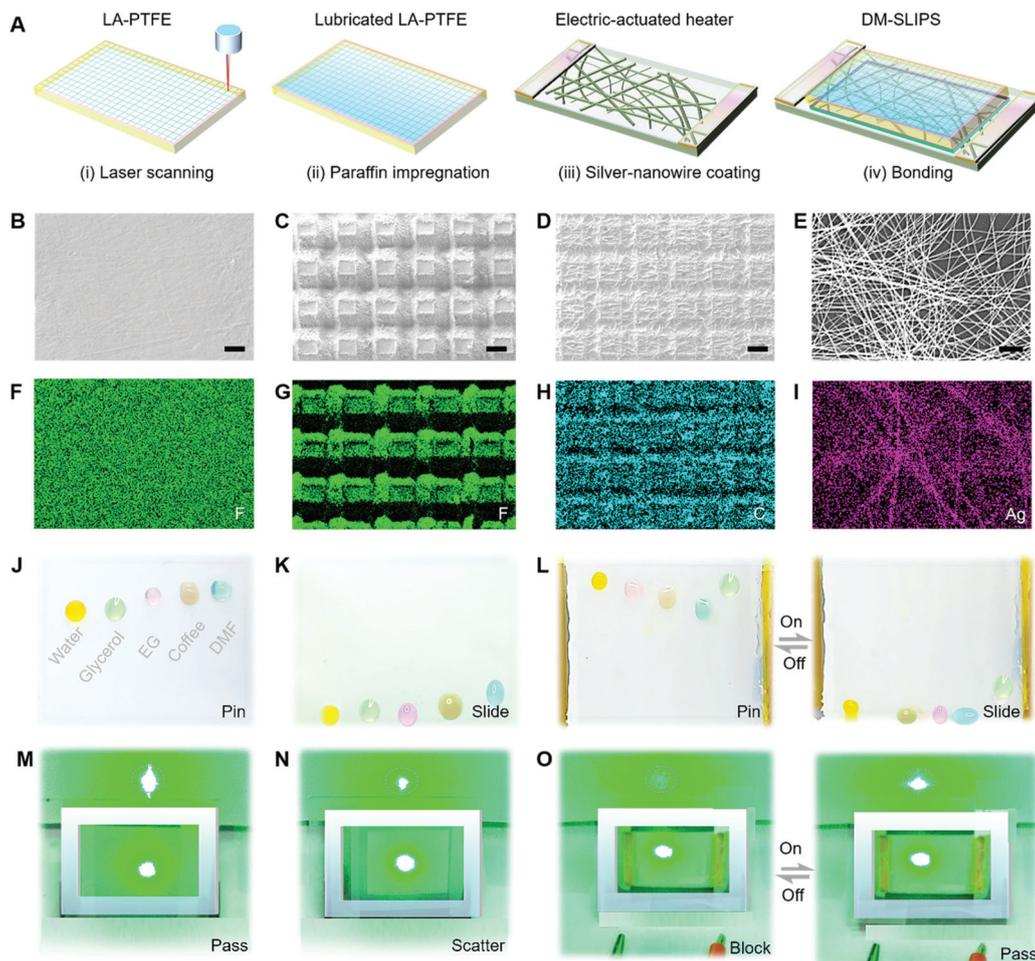 A
LA-PTFE
Lubricated LA-PTFE
Electric-actuated heater
DM-SLIPS
(i) Laser scanning
(ii) Paraffin impregnation
(iii) Silver-nanowire coating
(iv) Bonding
B
C
D
E
F
F
G
F
H
C
I
Ag
J
Water
Glycerol
EG
Coffee
DMF
Pin
K
Slide
L
Pin
On
Off
Slide
M
Pass
N
Scatter
O
Block
On
Off
Pass